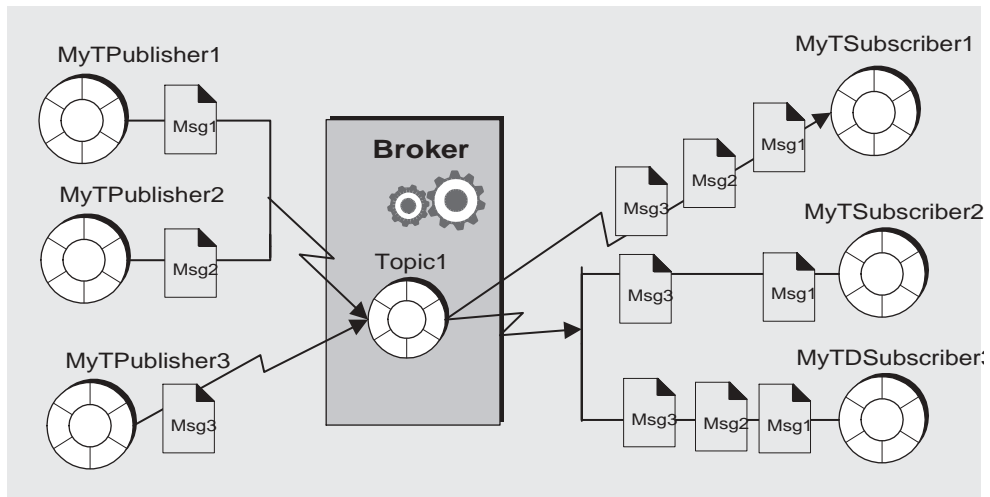 MyTPublisher1
Msg1
MyTPublisher2
Msg2
MyTPublisher3
Msg3
Broker
Topic1
MyTSubscriber1
Msg3
Msg2
Msg1
MyTSubscriber2
Msg3
Msg1
MyTDSubscriber3
Msg3
Msg2
Msg1